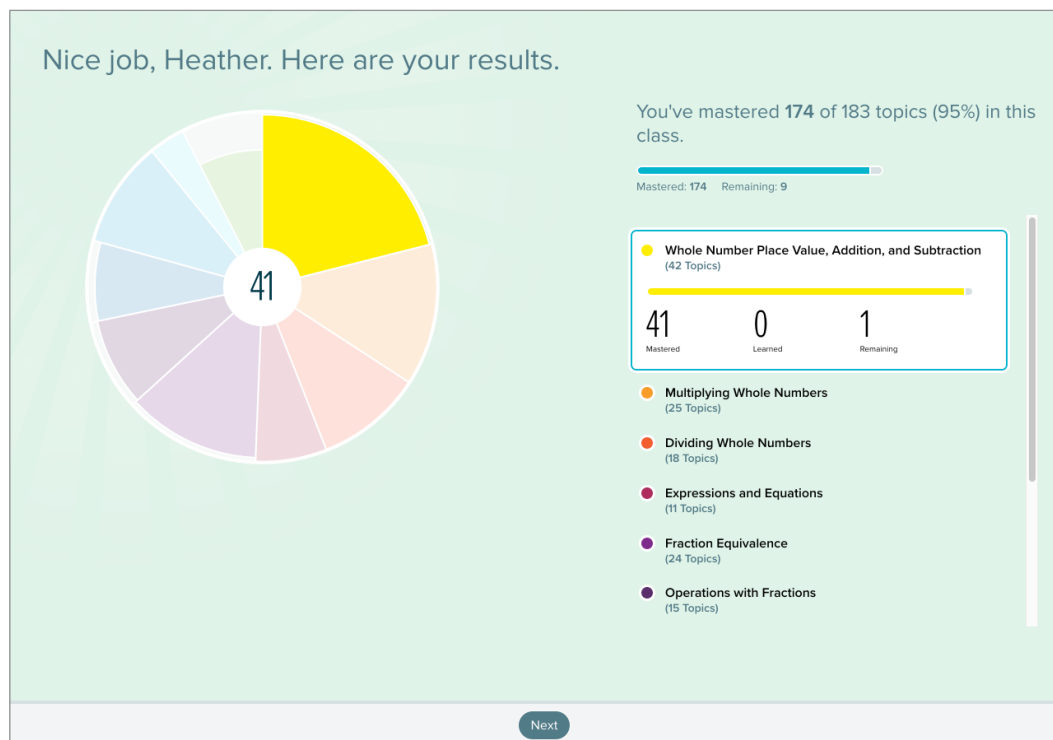 Nice job, Heather. Here are your results.
41
You've mastered 174 of 183 topics (95%) in this
class.
Mastered: 174 Remaining: 9
Whole Number Place Value, Addition, and Subtraction
(42 Topics)
41 0 1
Mastered Learned Remaining
Multiplying Whole Numbers
(25 Topics)
Dividing Whole Numbers
(18 Topics)
Expressions and Equations
(11 Topics)
Fraction Equivalence
(24 Topics)
Operations with Fractions
(15 Topics)
Next